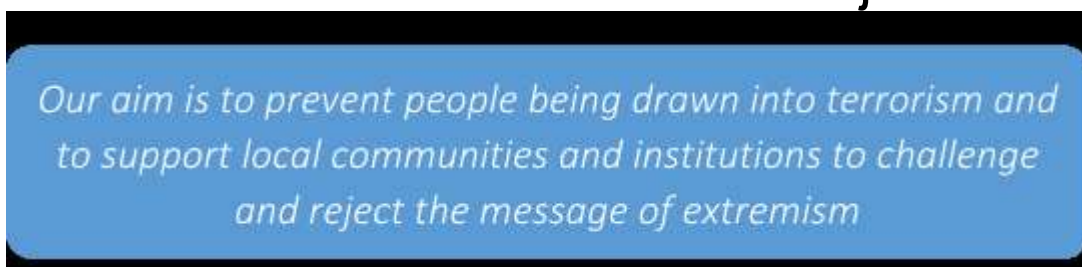 Our aim is to prevent people being drawn into terrorism and
to support local communities and institutions to challenge
and reject the message of extremism